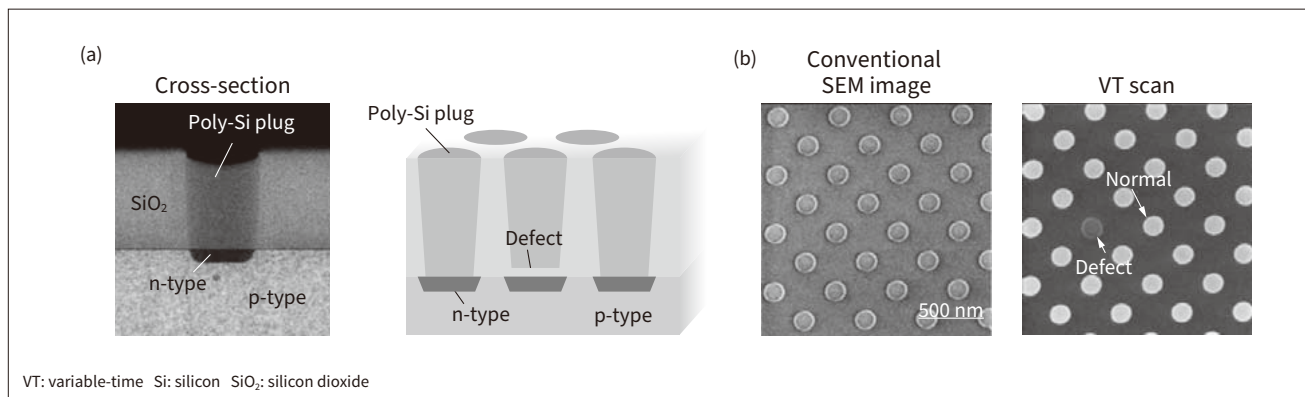 (a)
Cross-section
Poly-Si plug
SiO₂
n-type
p-type
Poly-Si plug
Defect
n-type
p-type
(b)
Conventional
SEM image
500 nm
VT scan
Normal
Defect
VT: variable-time Si: silicon SiO₂: silicon dioxide